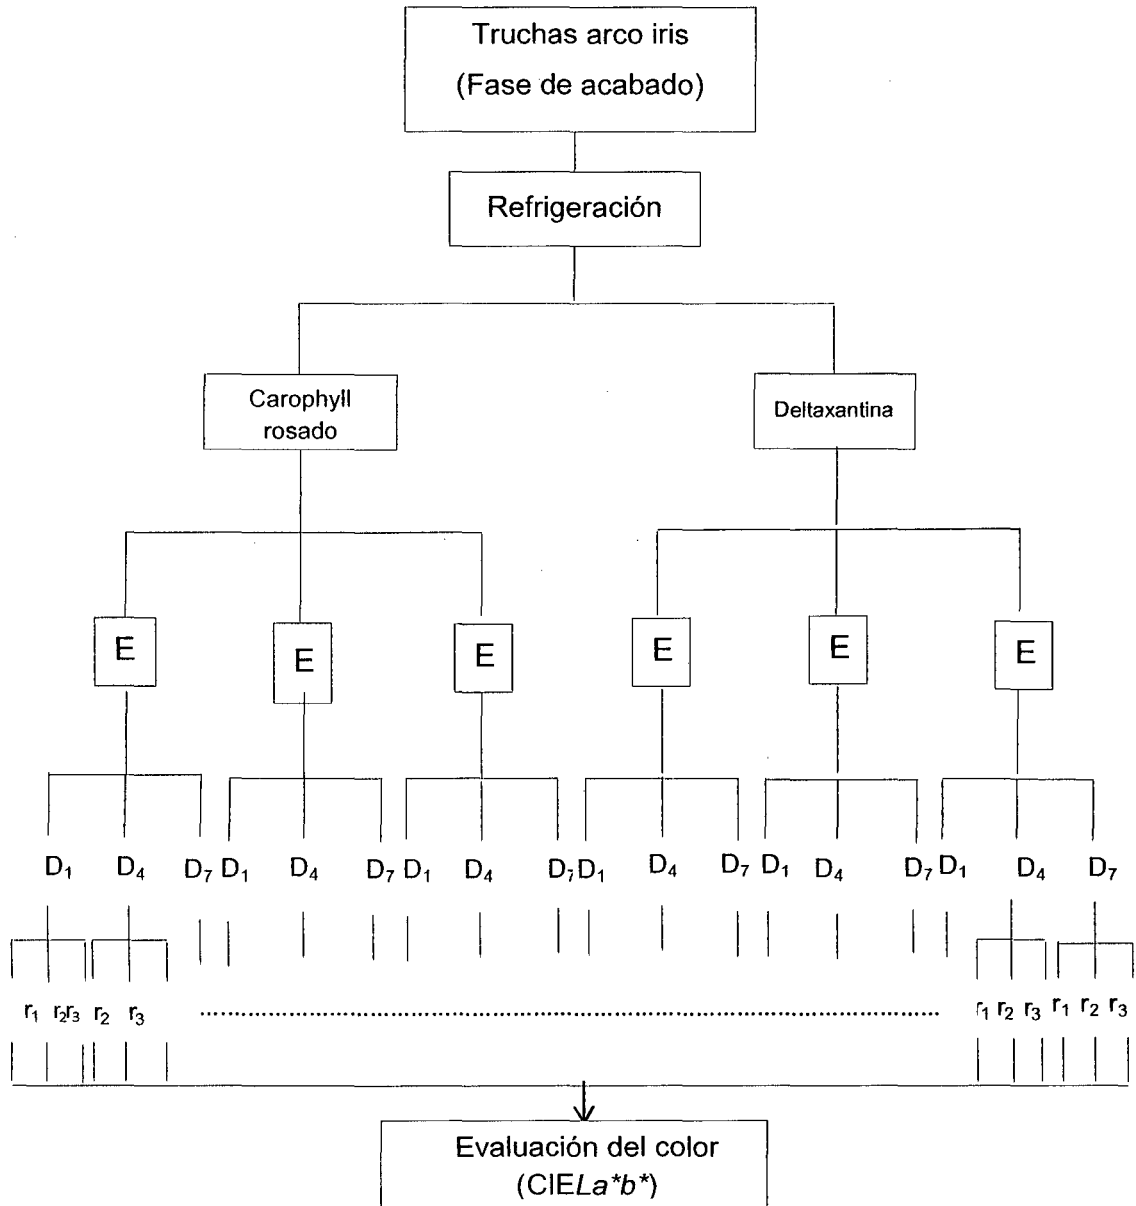 Truchas arco iris
(Fase de acabado)
Refrigeración
Carophyll
rosado
Deltaxantina
E E E E E E
D₁ D₄ D₇ D₁ D₄ D₇ D₁ D₄ D₇ D₁ D₄ D₇ D₁ D₄ D₇ D₁ D₄ D₇
r₁ r₂r₃ r₂ r₃ ........................................ r₁ r₂ r₃ r₁ r₂ r₃
Evaluación del color
(CIELa*b*)